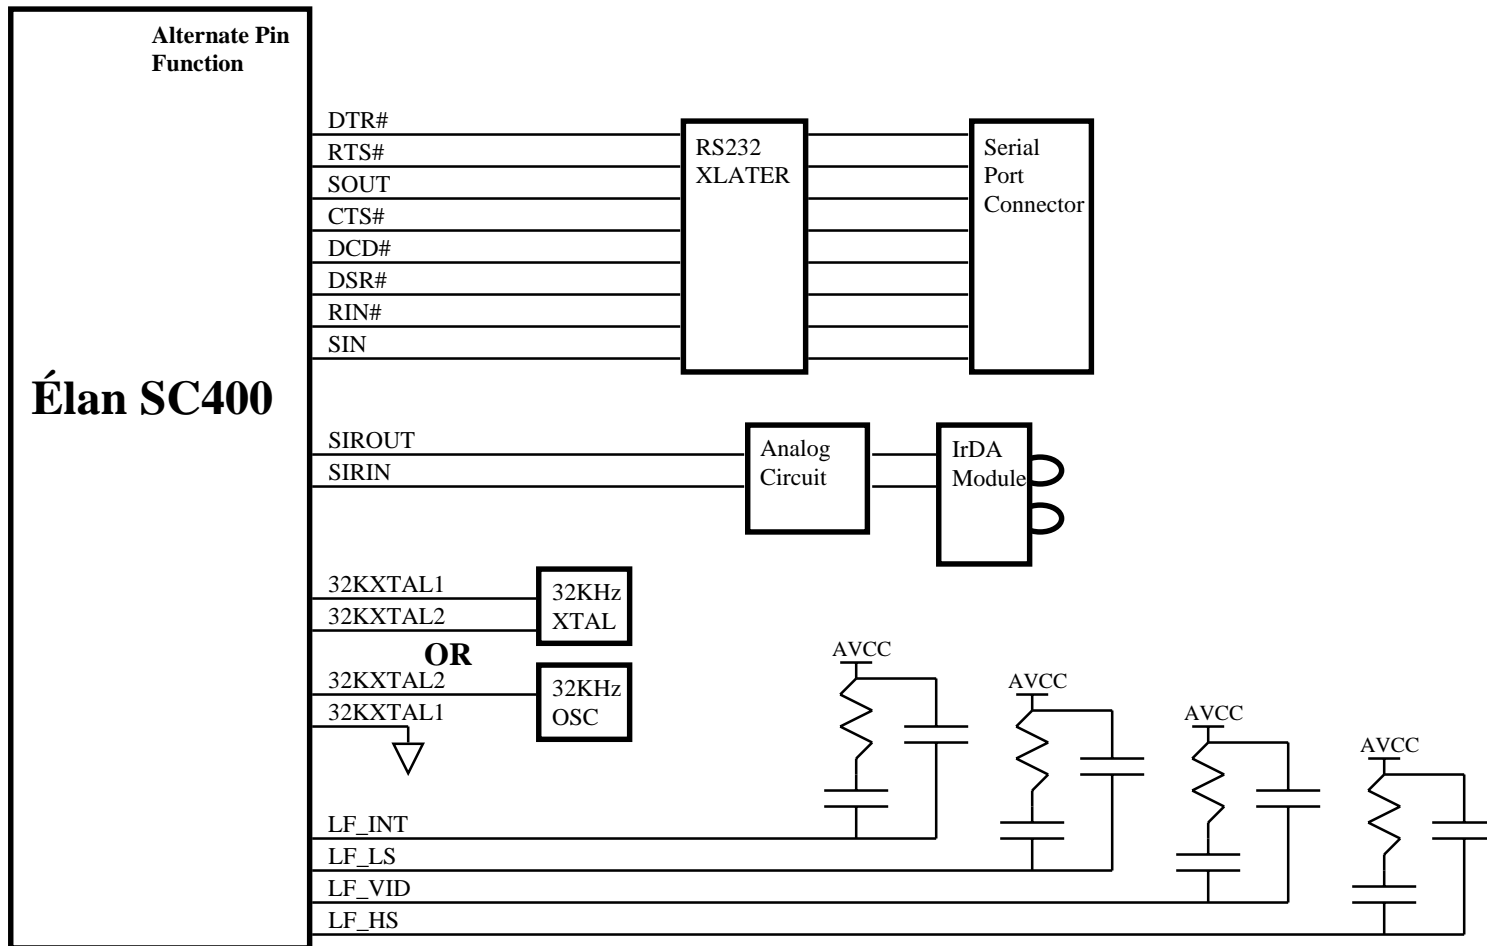 Alternate Pin
Function
DTR#
RTS#
SOUT
CTS#
DCD#
DSR#
RIN#
SIN
RS232
XLATER
Serial
Port
Connector
Élan SC400
SIROUT
SIRIN
Analog
Circuit
IrDA
Module
32KXTAL1
32KXTAL2
32KHz
XTAL
OR
32KXTAL2
32KXTAL1
32KHz
OSC
AVCC
AVCC
AVCC
AVCC
LF_INT
LF_LS
LF_VID
LF_HS